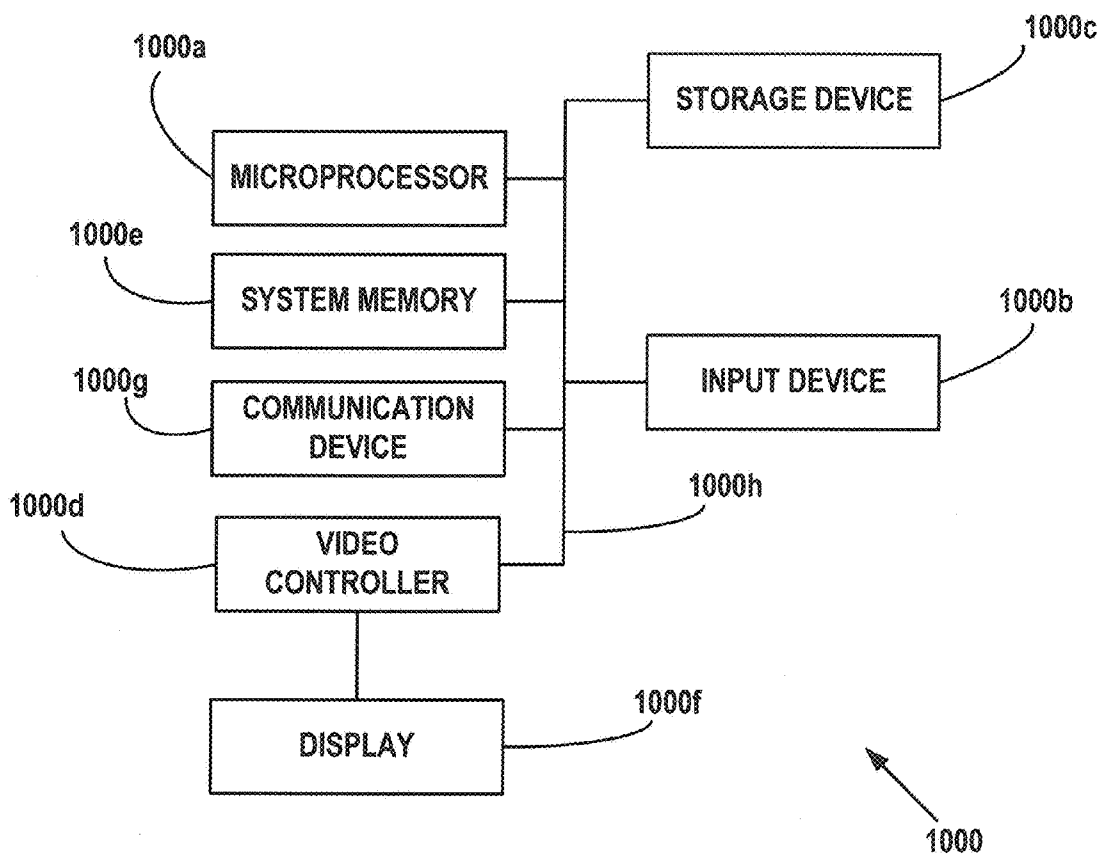 1000a
1000c
STORAGE DEVICE
MICROPROCESSOR
1000e
SYSTEM MEMORY
1000b
INPUT DEVICE
1000g
COMMUNICATION
DEVICE
1000d
1000h
VIDEO
CONTROLLER
1000f
DISPLAY
1000